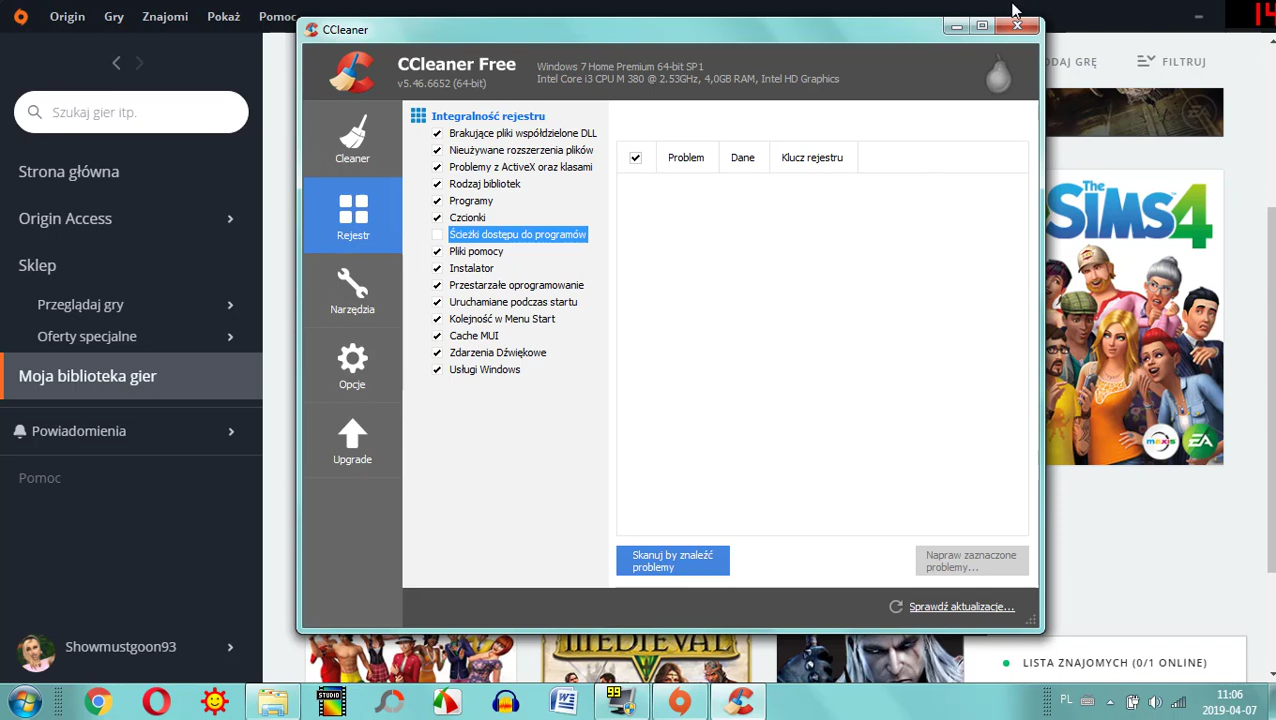 Origin Gry Znajomi Pokaż Pomoc
CCleaner
14
Szukaj gier itp.
Strona główna
Origin Access
Sklep
Przeglądaj gry
Oferty specjalne
Moja biblioteka gier
Powiadomienia
Pomoc
Showmustgoon93
CCleaner Free
v5.46.6652 (64-bit)
Windows 7 Home Premium 64-bit SP1
Intel Core i3 CPU M 380 @ 2.53GHz, 4,0GB RAM, Intel HD Graphics
Cleaner
Rejestr
Narzędzia
Opcje
Upgrade
Integralność rejestru
Brakujące pliki współdzielone DLL
Nieużywane rozszerzenia plików
Problemy z ActiveX oraz klasami
Rodzaj bibliotek
Programy
Czcionki
Ścieżki dostępu do programów
Pliki pomocy
Instalator
Przestarzałe oprogramowanie
Uruchamiane podczas startu
Kolejność w Menu Start
Cache MUI
Zdarzenia Dźwiękowe
Usługi Windows
Problem Dane Klucz rejestru
Skanuj by znaleźć
problemy
Napraw zaznaczone
problemy...
Sprawdź aktualizacje...
ODAJ GRĘ FILTRUJ
The
SIMS 4
maxis EA
MEDIEVAL
LISTA ZNAJOMYCH (0/1 ONLINE)
STUDIO
99
PL
11:06
2019-04-07